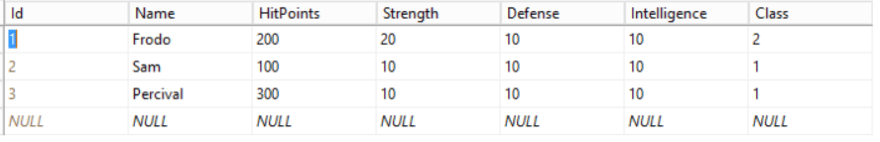 Id Name HitPoints Strength Defense Intelligence Class
1 Frodo 200 20 10 10 2
2 Sam 100 10 10 10 1
3 Percival 300 10 10 10 1
NULL NULL NULL NULL NULL NULL NULL